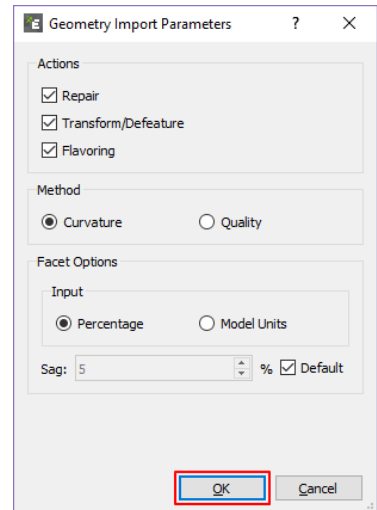 E Geometry Import Parameters ?
Actions
Repair
Transform/Defeature
Flavoring
Method
Curvature Quality
Facet Options
Input
Percentage Model Units
Sag: 5 % Default
OK Cancel